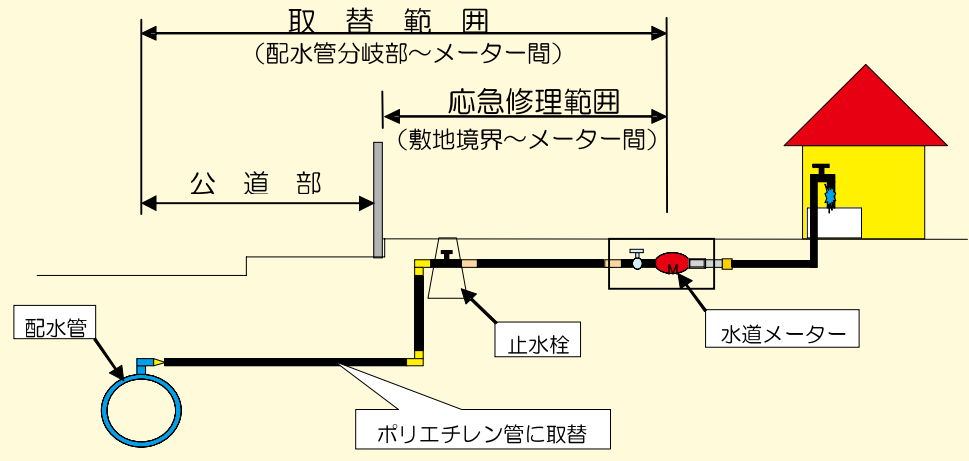 取替範囲
（配水管分岐部～メーター間）
応急修理範囲
（敷地境界～メーター間）
公道部
配水管
止水栓
M
水道メーター
ポリエチレン管に取替